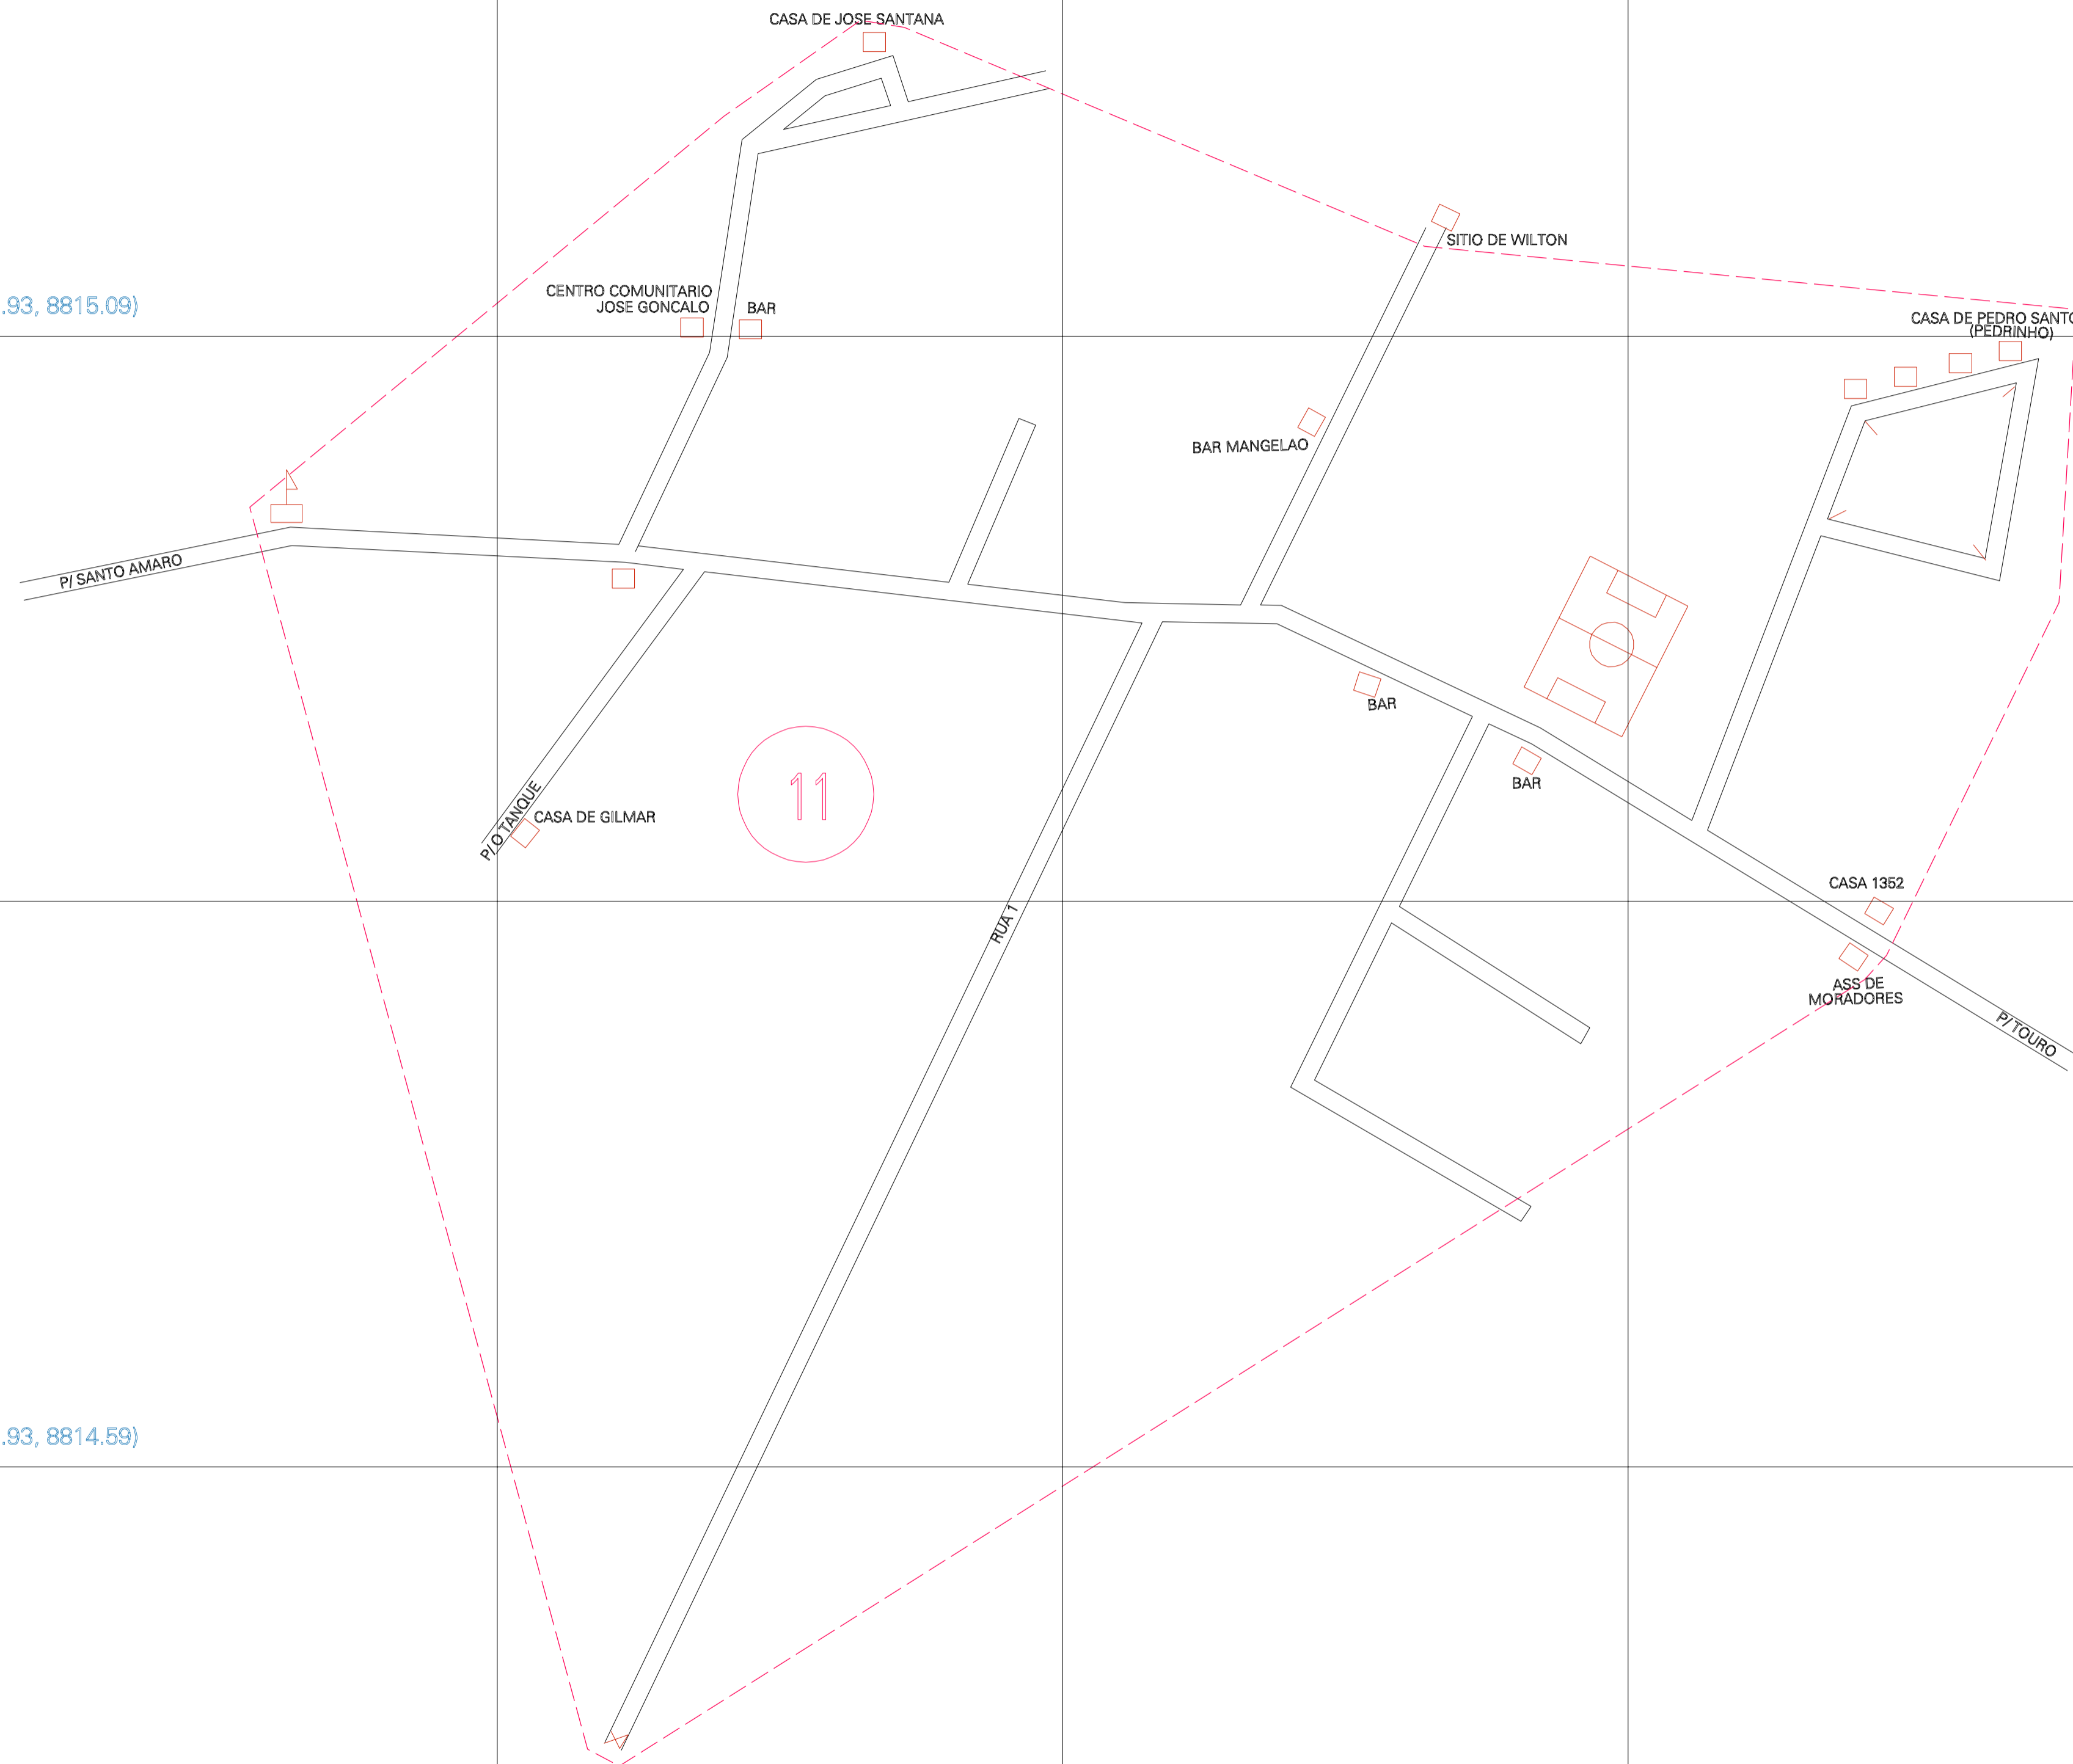 CASA DE JOSE SANTANA
SITIO DE WILTON
CENTRO COMUNITARIO
JOSE GONCALO
BAR
.93, 8815.09)
CASA DE PEDRO SANTO
(PEDRINHO)
BAR MANGELAO
P/ SANTO AMARO
BAR
BAR
11
P/ O TANQUE
CASA DE GILMAR
CASA 1352
RUA 1
ASS DE
MORADORES
P/ TOURO
.93, 8814.59)